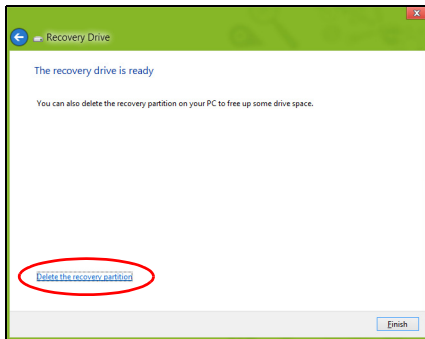 Recovery Drive
The recovery drive is ready
You can also delete the recovery partition on your PC to free up some drive space.
Delete the recovery partition
Finish